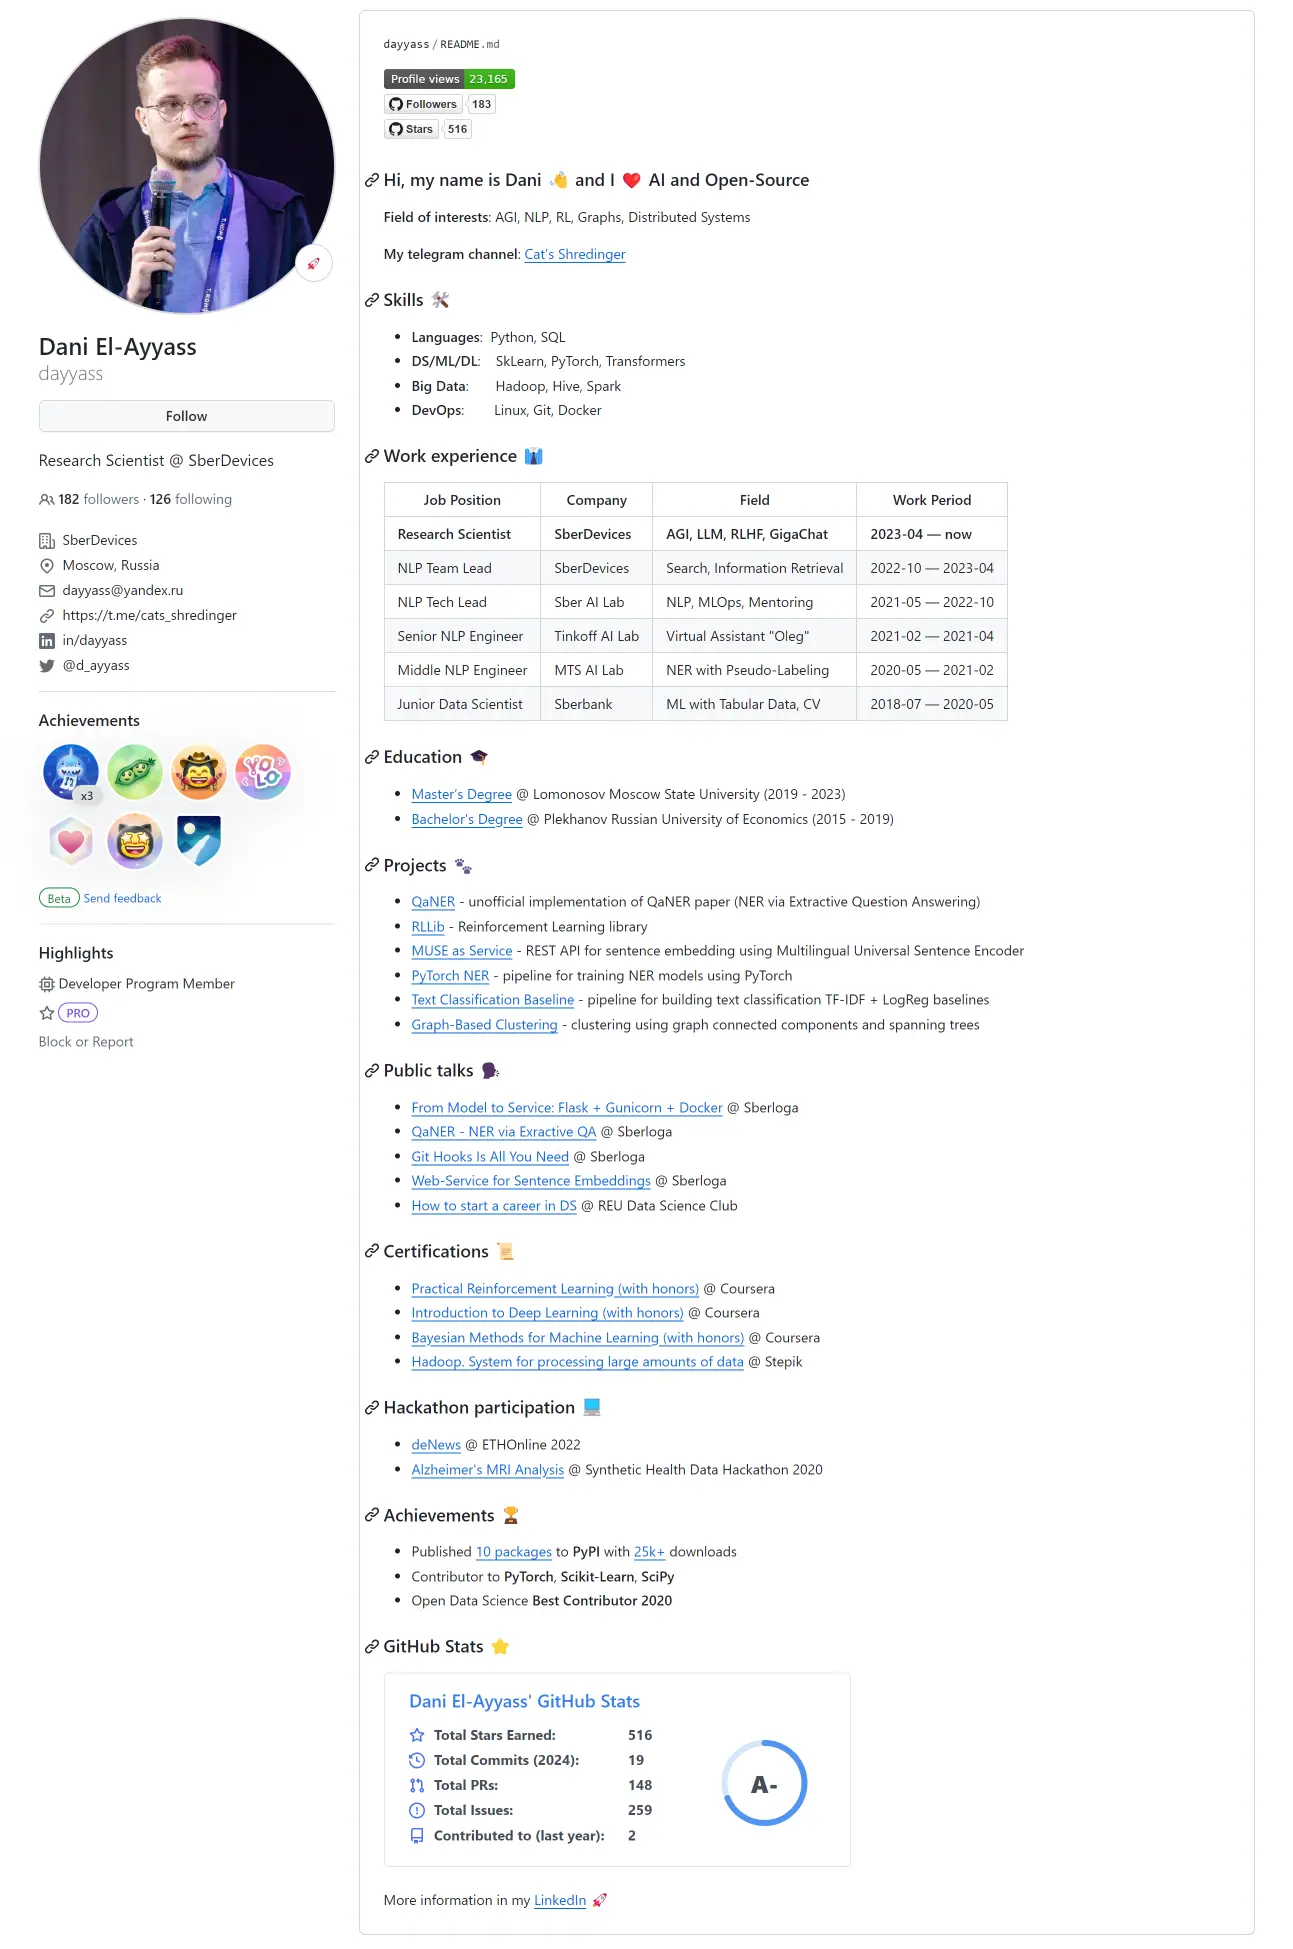 Dani El-Ayyass
dayyass
Follow
Research Scientist @ SberDevices
182 followers · 126 following
SberDevices
Moscow, Russia
dayyass@yandex.ru
https://t.me/cats_shredinger
in/dayyass
@d_ayyass
Achievements
YOLO
x3
Beta Send feedback
Highlights
Developer Program Member
PRO
Block or Report
dayyass / README.md
Profile views 23,165
Followers 183
Stars 516
Hi, my name is Dani 👋 and I ❤️ AI and Open-Source
Field of interests: AGI, NLP, RL, Graphs, Distributed Systems
My telegram channel: Cat's Shredinger
Skills 🛠️
• Languages: Python, SQL
• DS/ML/DL: SkLearn, PyTorch, Transformers
• Big Data: Hadoop, Hive, Spark
• DevOps: Linux, Git, Docker
Work experience 👔
Job Position Company Field Work Period
Research Scientist SberDevices AGI, LLM, RLHF, GigaChat 2023-04 — now
NLP Team Lead SberDevices Search, Information Retrieval 2022-10 — 2023-04
NLP Tech Lead Sber AI Lab NLP, MLOps, Mentoring 2021-05 — 2022-10
Senior NLP Engineer Tinkoff AI Lab Virtual Assistant "Oleg" 2021-02 — 2021-04
Middle NLP Engineer MTS AI Lab NER with Pseudo-Labeling 2020-05 — 2021-02
Junior Data Scientist Sberbank ML with Tabular Data, CV 2018-07 — 2020-05
Education 🎓
• Master's Degree @ Lomonosov Moscow State University (2019 - 2023)
• Bachelor's Degree @ Plekhanov Russian University of Economics (2015 - 2019)
Projects 🐾
• QaNER - unofficial implementation of QaNER paper (NER via Extractive Question Answering)
• RLLib - Reinforcement Learning library
• MUSE as Service - REST API for sentence embedding using Multilingual Universal Sentence Encoder
• PyTorch NER - pipeline for training NER models using PyTorch
• Text Classification Baseline - pipeline for building text classification TF-IDF + LogReg baselines
• Graph-Based Clustering - clustering using graph connected components and spanning trees
Public talks 🗣️
• From Model to Service: Flask + Gunicorn + Docker @ Sberloga
• QaNER - NER via Exractive QA @ Sberloga
• Git Hooks Is All You Need @ Sberloga
• Web-Service for Sentence Embeddings @ Sberloga
• How to start a career in DS @ REU Data Science Club
Certifications 📜
• Practical Reinforcement Learning (with honors) @ Coursera
• Introduction to Deep Learning (with honors) @ Coursera
• Bayesian Methods for Machine Learning (with honors) @ Coursera
• Hadoop. System for processing large amounts of data @ Stepik
Hackathon participation 💻
• deNews @ ETHOnline 2022
• Alzheimer's MRI Analysis @ Synthetic Health Data Hackathon 2020
Achievements 🏆
• Published 10 packages to PyPI with 25k+ downloads
• Contributor to PyTorch, Scikit-Learn, SciPy
• Open Data Science Best Contributor 2020
GitHub Stats ⭐
Dani El-Ayyass' GitHub Stats
Total Stars Earned: 516
Total Commits (2024): 19
Total PRs: 148
Total Issues: 259
Contributed to (last year): 2
A-
More information in my LinkedIn 🚀